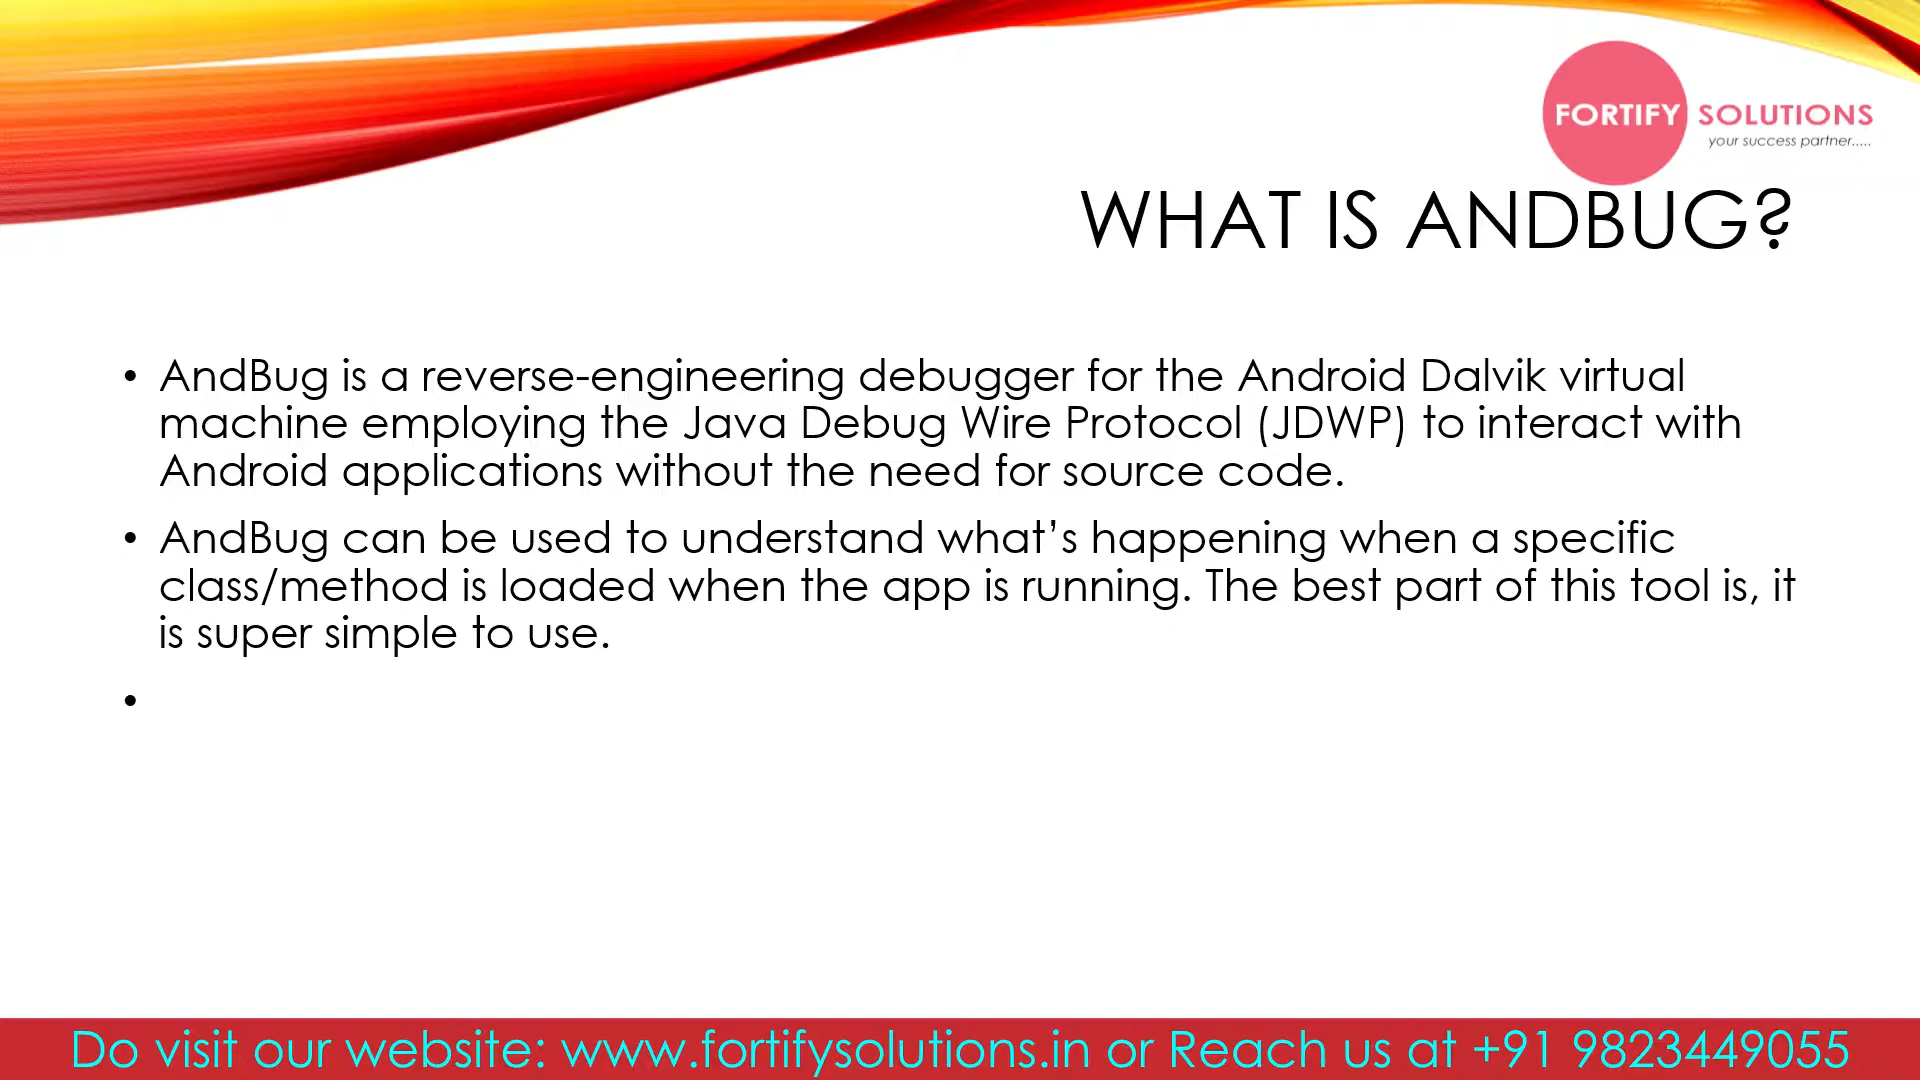 FORTIFY SOLUTIONS
your success partner.....
WHAT IS ANDBUG?
• AndBug is a reverse-engineering debugger for the Android Dalvik virtual
machine employing the Java Debug Wire Protocol (JDWP) to interact with
Android applications without the need for source code.
• AndBug can be used to understand what’s happening when a specific
class/method is loaded when the app is running. The best part of this tool is, it
is super simple to use.
•
Do visit our website: www.fortifysolutions.in or Reach us at +91 9823449055